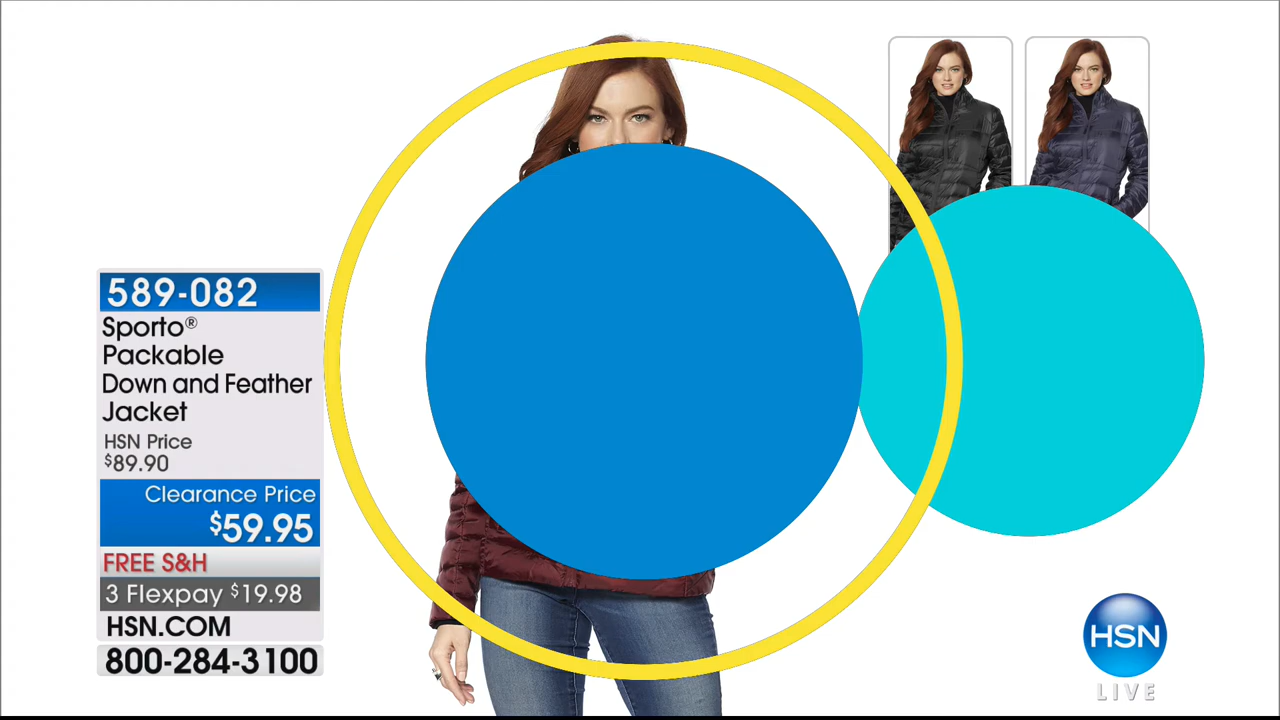 589-082
Sporto®
Packable
Down and Feather
Jacket
HSN Price
$89.90
Clearance Price
$59.95
FREE S&H
3 Flexpay $19.98
HSN.COM
800-284-3100
HSN
LIVE